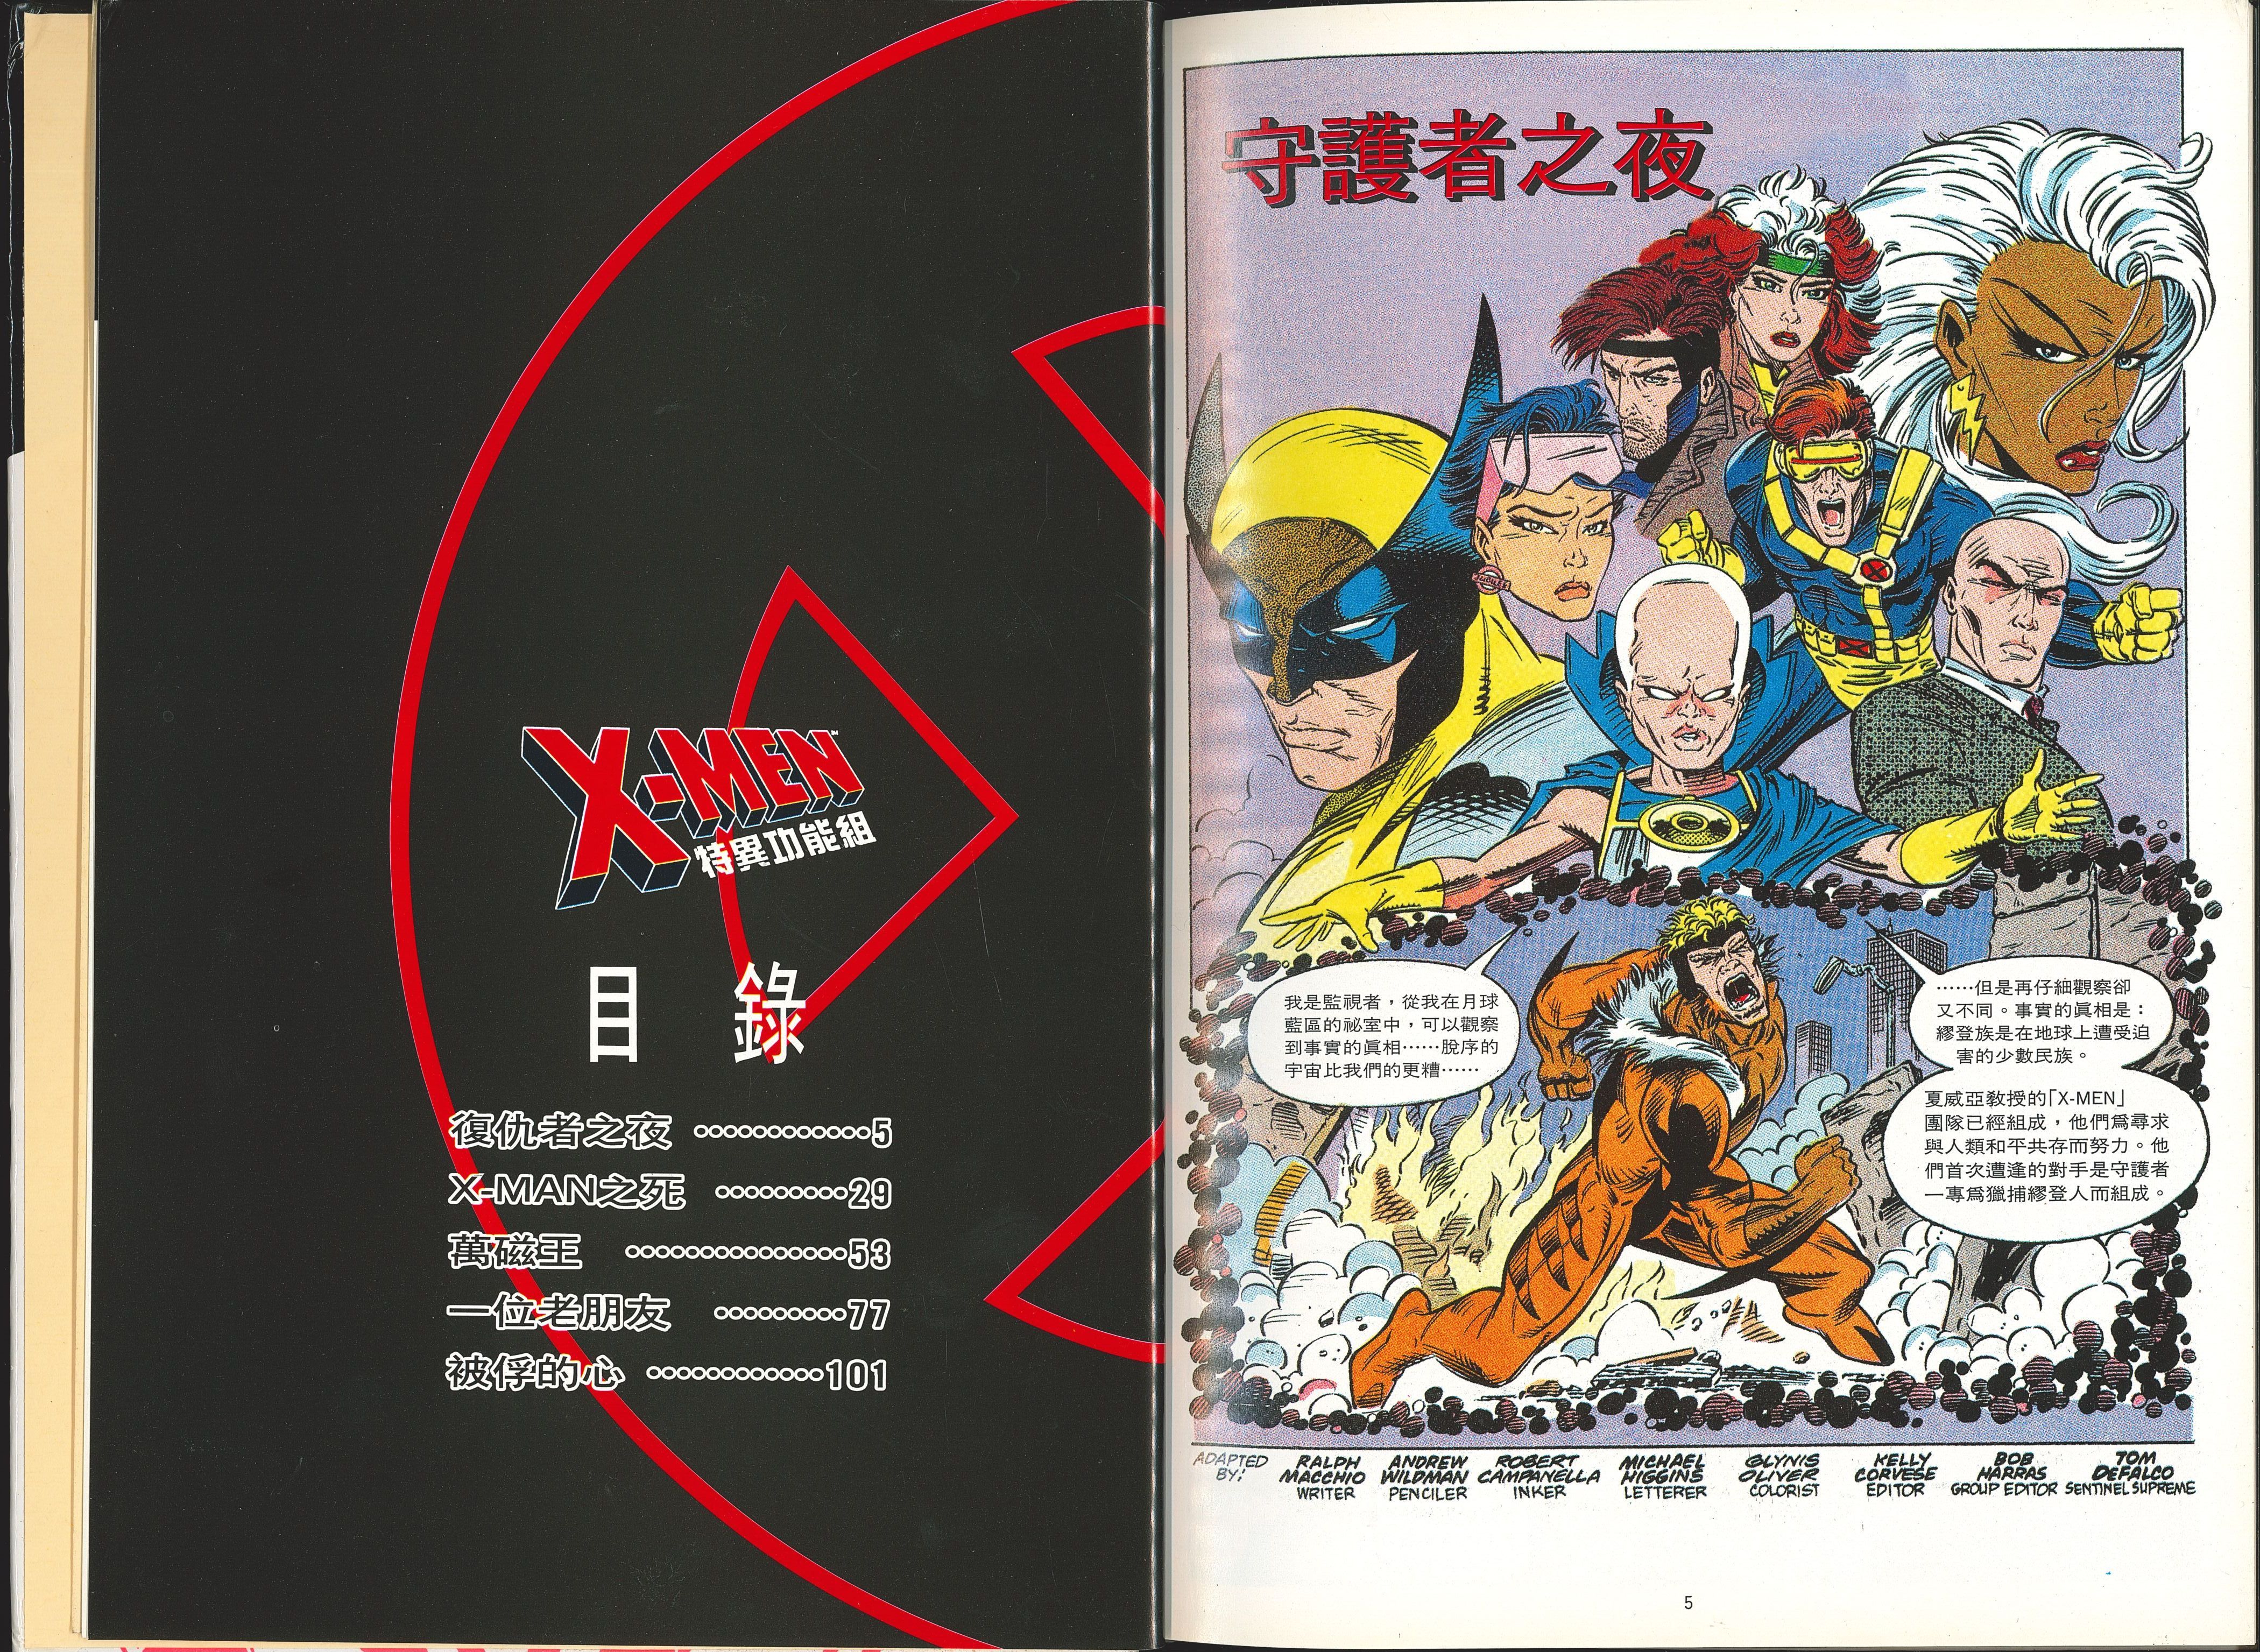 X-MEN
特異功能組
目錄
復仇者之夜 ············5
X-MAN之死 ·········29
萬磁王 ···············53
一位老朋友 ·········77
被俘的心 ············101
守護者之夜
我是監視者，從我在月球
藍區的祕室中，可以觀察
到事實的眞相……脫序的
宇宙比我們的更糟……
……但是再仔細觀察卻
又不同。事實的眞相是：
繆登族是在地球上遭受迫
害的少數民族。
夏威亞敎授的「X-MEN」
團隊已經組成，他們爲尋求
與人類和平共存而努力。他
們首次遭逢的對手是守護者
—專爲獵捕繆登人而組成。
ADAPTED BY:
RALPH MACCHIO WRITER
ANDREW WILDMAN PENCILER
ROBERT CAMPANELLA INKER
MICHAEL HIGGINS LETTERER
GLYNIS OLIVER COLORIST
KELLY CORVESE EDITOR
BOB HARRAS GROUP EDITOR
TOM DEFALCO SENTINEL SUPREME
5